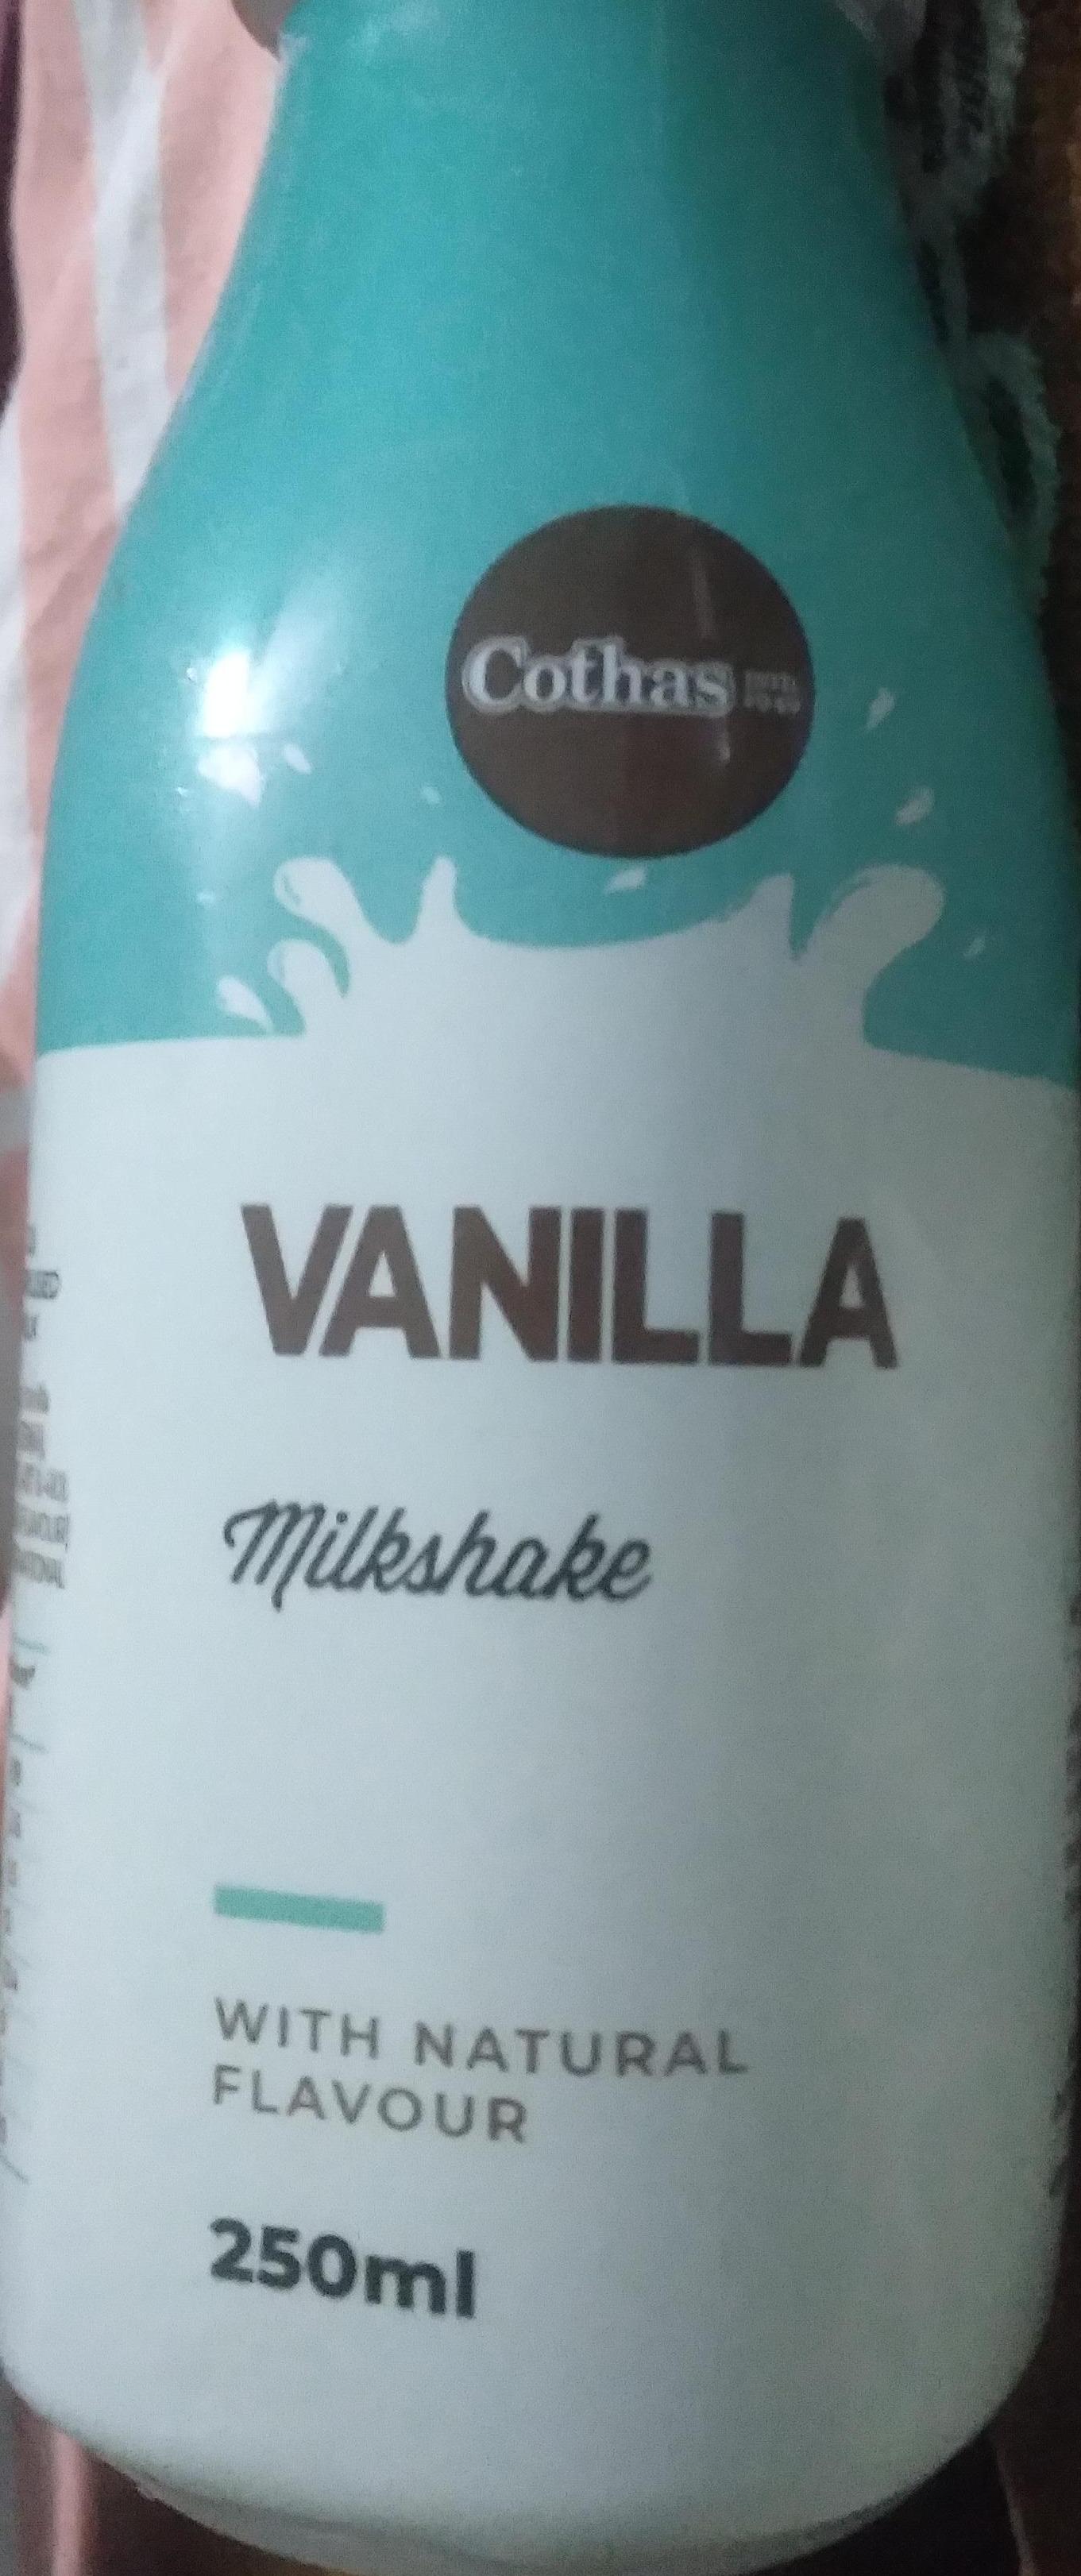 Cothas
VANILLA
Milkshake
WITH NATURAL
FLAVOUR
250ml